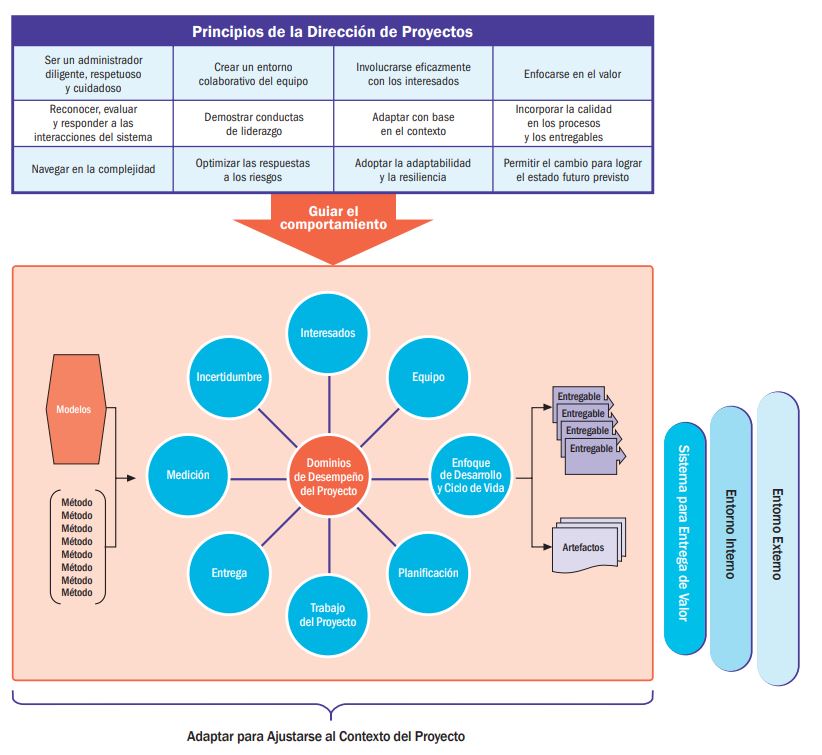 Principios de la Dirección de Proyectos
Ser un administrador
diligente, respetuoso
y cuidadoso
Crear un entorno
colaborativo del equipo
Involucrarse eficazmente
con los interesados
Enfocarse en el valor
Reconocer, evaluar
y responder a las
interacciones del sistema
Demostrar conductas
de liderazgo
Adaptar con base
en el contexto
Incorporar la calidad
en los procesos
y los entregables
Navegar en la complejidad
Optimizar las respuestas
a los riesgos
Adoptar la adaptabilidad
y la resiliencia
Permitir el cambio para lograr
el estado futuro previsto
Guiar el
comportamiento
Interesados
Incertidumbre
Equipo
Modelos
Medición
Dominios
de Desempeño
del Proyecto
Enfoque
de Desarrollo
y Ciclo de Vida
Entregable
Entregable
Entregable
Entregable
Método
Método
Método
Método
Método
Método
Método
Método
Entrega
Planificación
Artefactos
Trabajo
del Proyecto
Sistema para Entrega de Valor
Entorno Interno
Entorno Externo
Adaptar para Ajustarse al Contexto del Proyecto